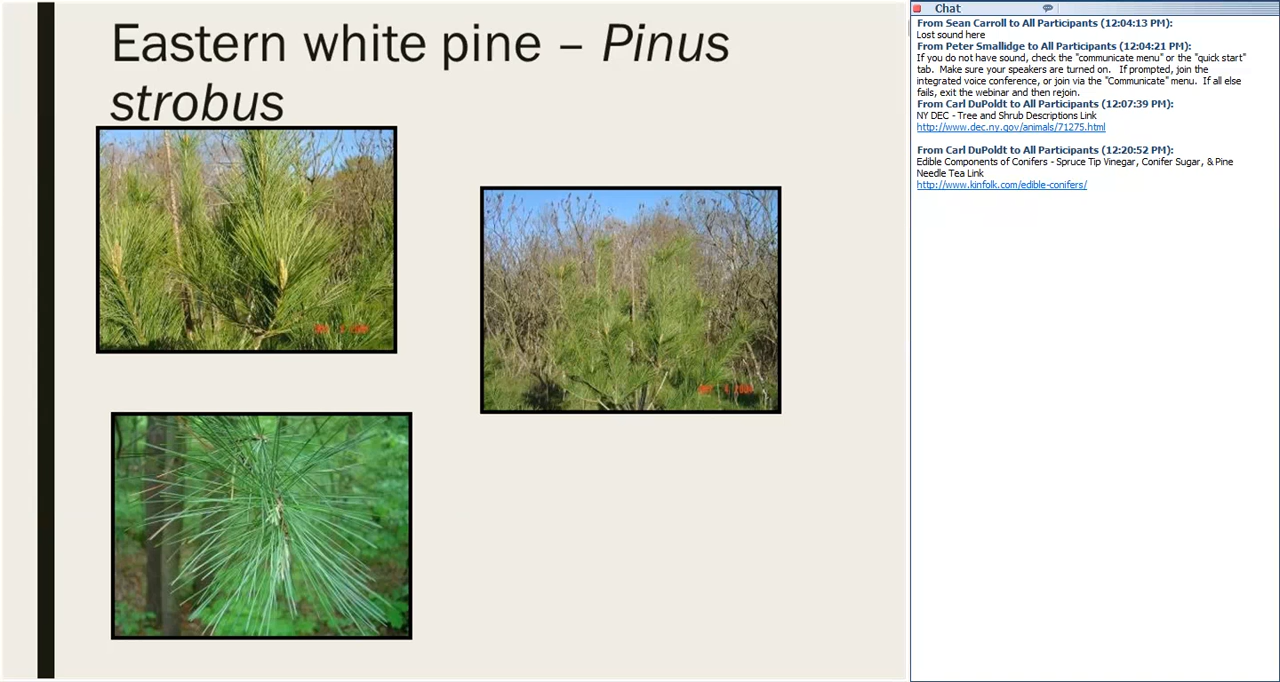 Eastern white pine – Pinus
strobus
Chat
From Sean Carroll to All Participants (12:04:13 PM):
Lost sound here
From Peter Smallidge to All Participants (12:04:21 PM):
If you do not have sound, check the "communicate menu" or the "quick start"
tab. Make sure your speakers are turned on. If prompted, join the
integrated voice conference, or join via the "Communicate" menu. If all else
fails, exit the webinar and then rejoin.
From Carl DuPoldt to All Participants (12:07:39 PM):
NY DEC - Tree and Shrub Descriptions Link
http://www.dec.ny.gov/animals/71275.html
From Carl DuPoldt to All Participants (12:20:52 PM):
Edible Components of Conifers - Spruce Tip Vinegar, Conifer Sugar, & Pine
Needle Tea Link
http://www.kinfolk.com/edible-conifers/